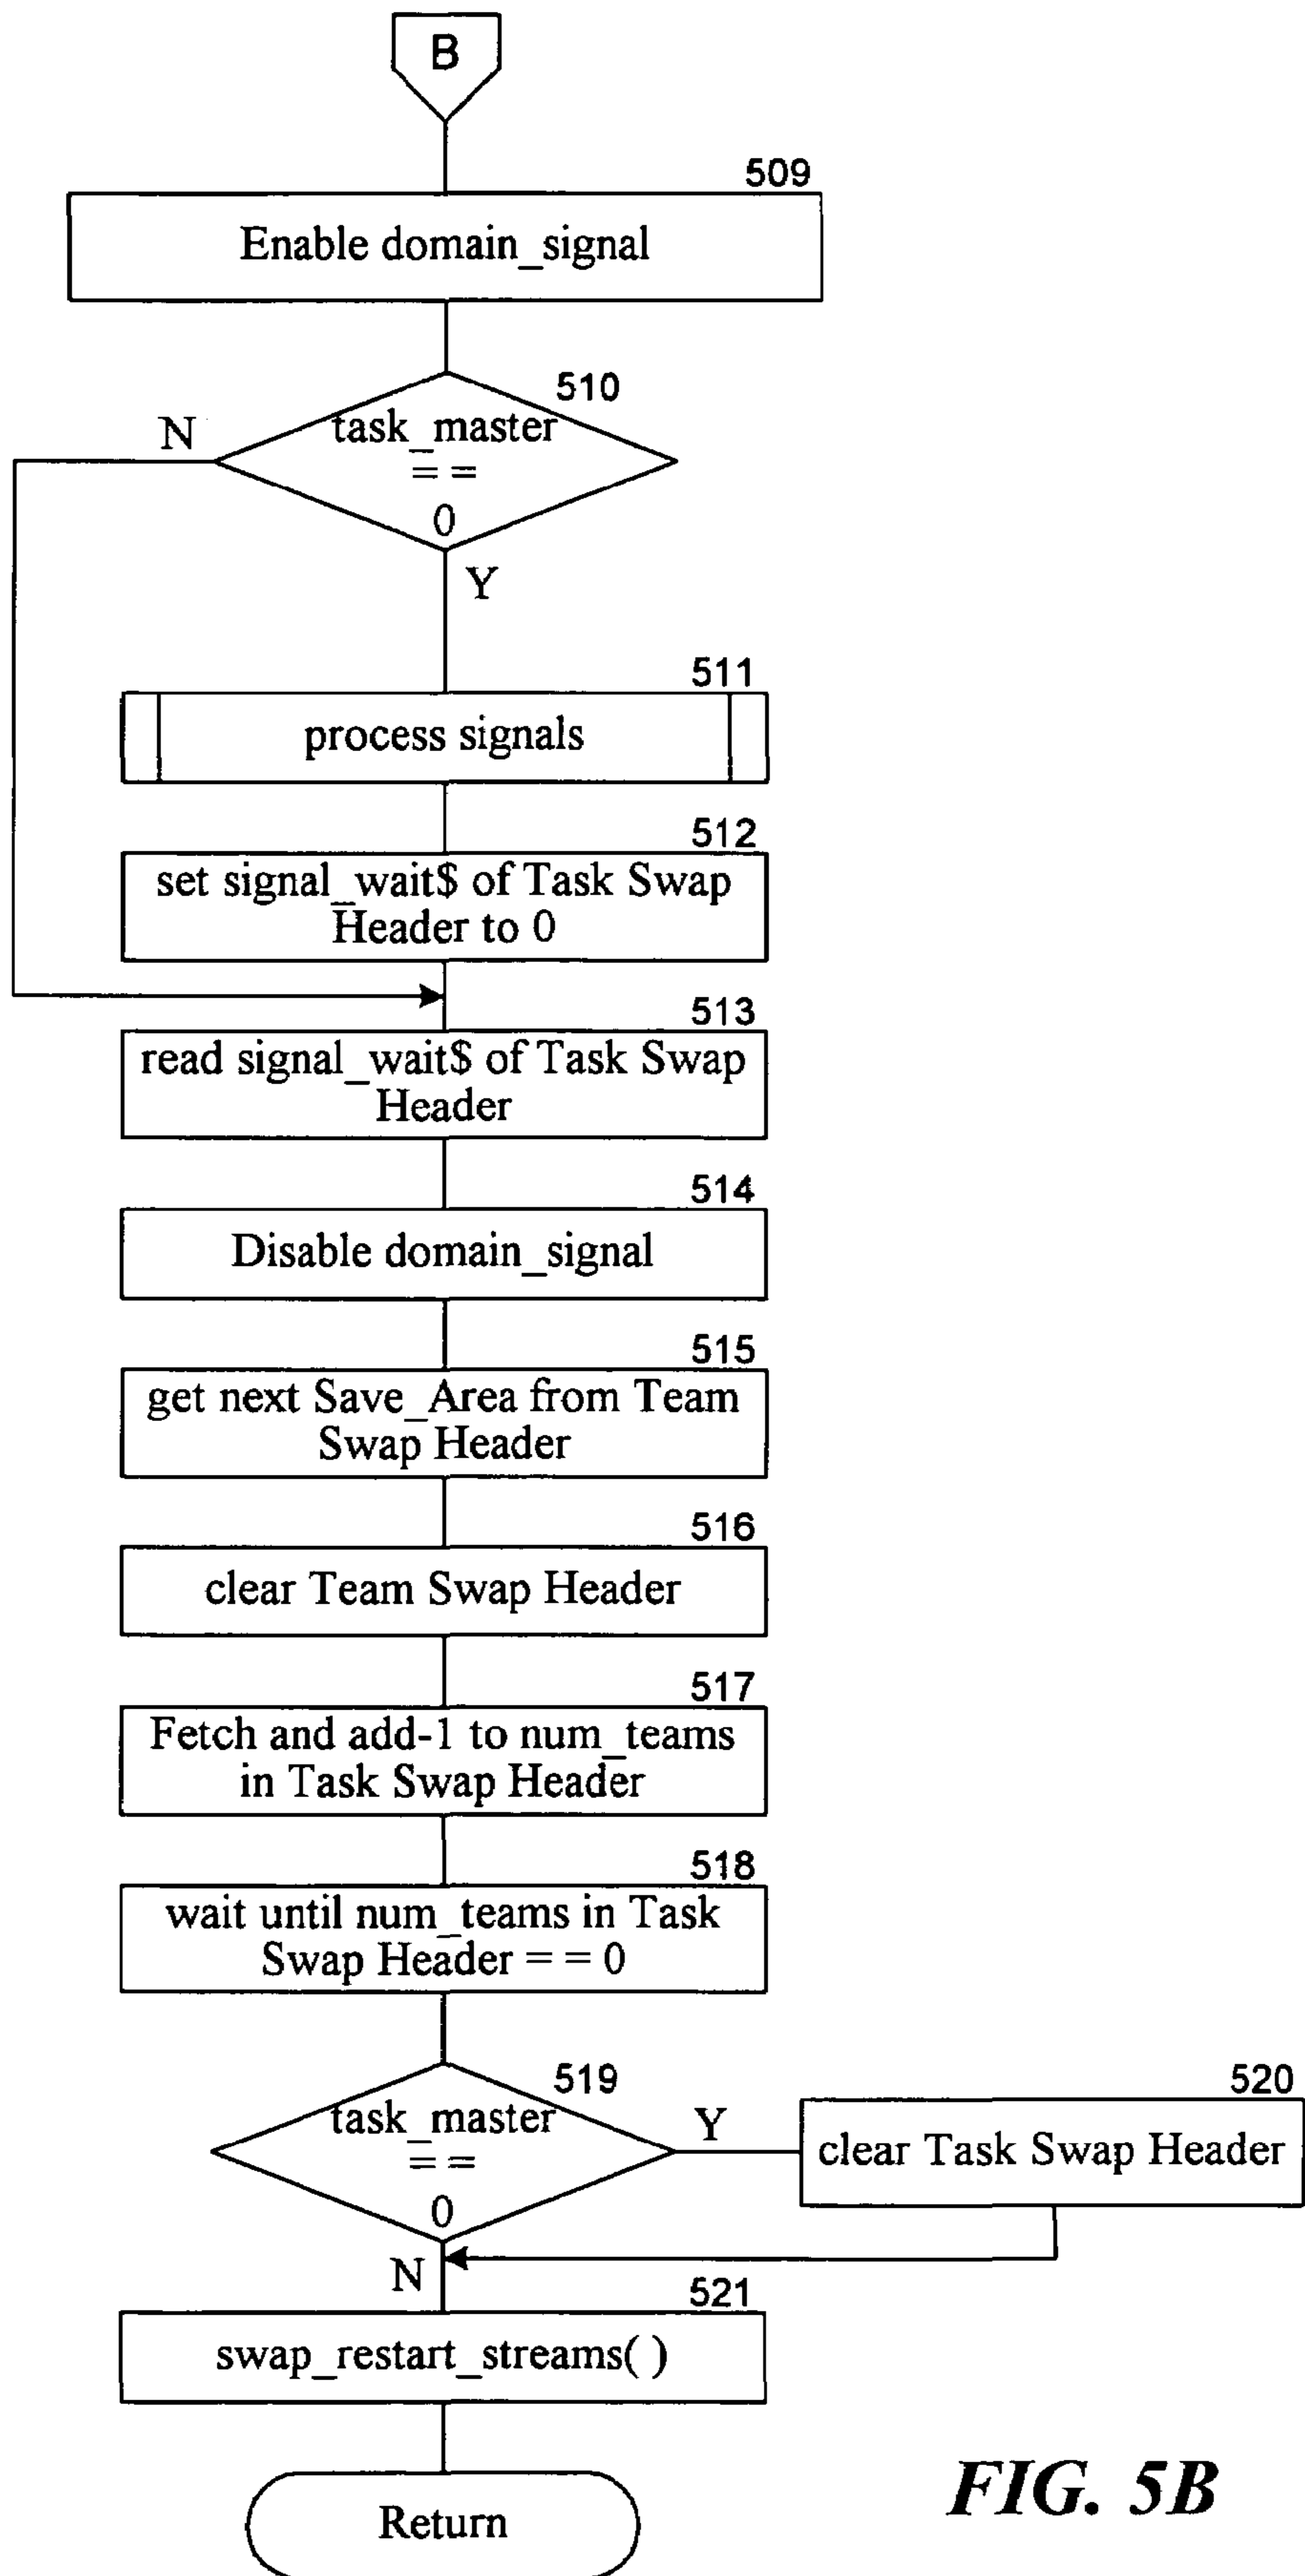 B
509
Enable domain_signal
510
N
task_master
= =
0
Y
511
process signals
512
set signal_wait$ of Task Swap
Header to 0
513
read signal_wait$ of Task Swap
Header
514
Disable domain_signal
515
get next Save_Area from Team
Swap Header
516
clear Team Swap Header
517
Fetch and add-1 to num_teams
in Task Swap Header
518
wait until num_teams in Task
Swap Header = = 0
519
task_master
= =
0
Y
520
clear Task Swap Header
N
521
swap_restart_streams( )
Return
FIG. 5B